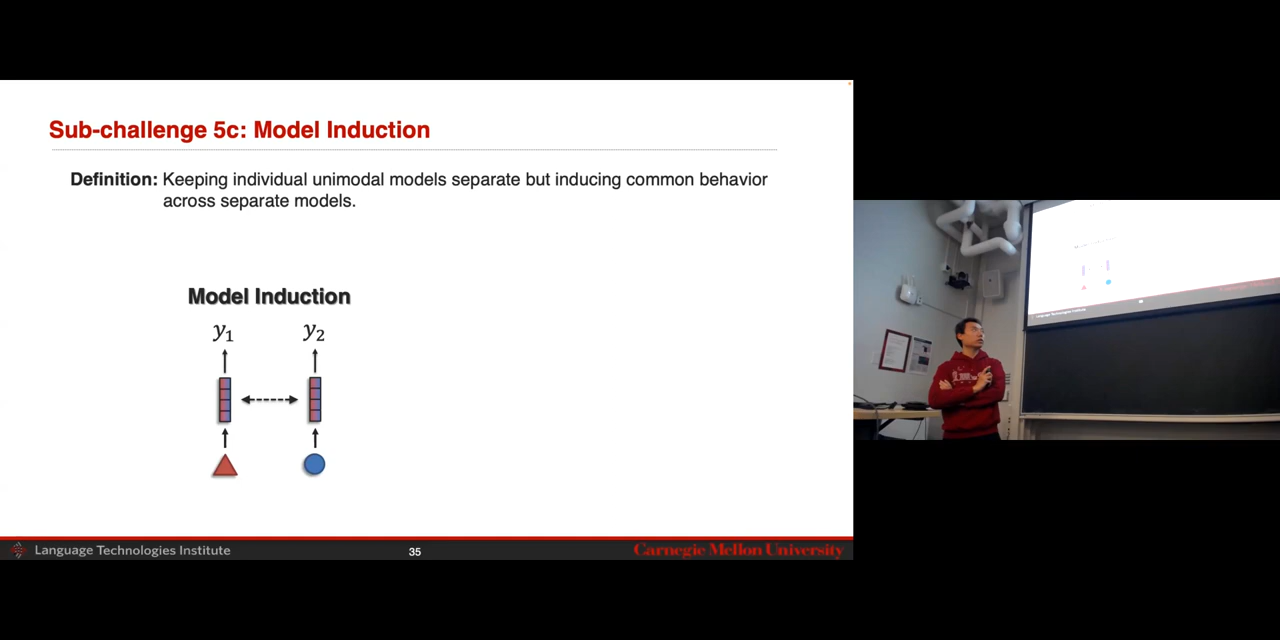 Sub-challenge 5c: Model Induction
Definition: Keeping individual unimodal models separate but inducing common behavior
across separate models.
Model Induction
y₁ y₂
Language Technologies Institute 35 Carnegie Mellon University